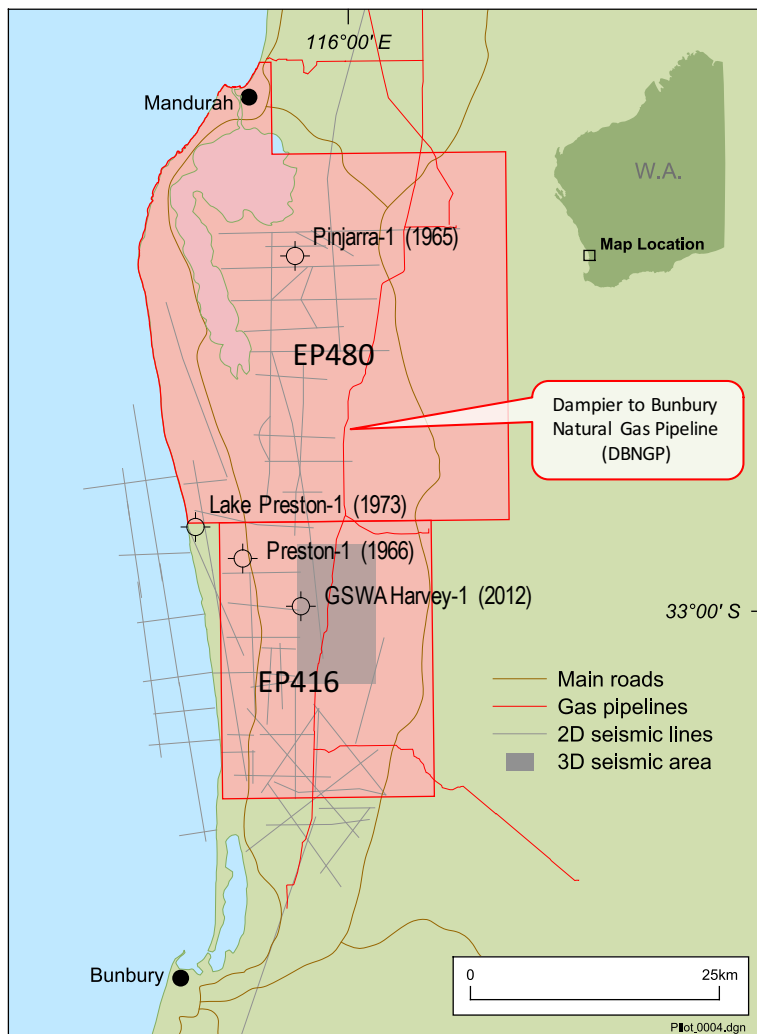 116°00' E
Mandurah
W.A.
Map Location
Pinjarra-1 (1965)
EP480
Dampier to Bunbury
Natural Gas Pipeline
(DBNGP)
Lake Preston-1 (1973)
Preston-1 (1966)
GSWA Harvey-1 (2012)
33°00' S
EP416
Main roads
Gas pipelines
2D seismic lines
3D seismic area
Bunbury
0
25km
Pilot_0004.dgn